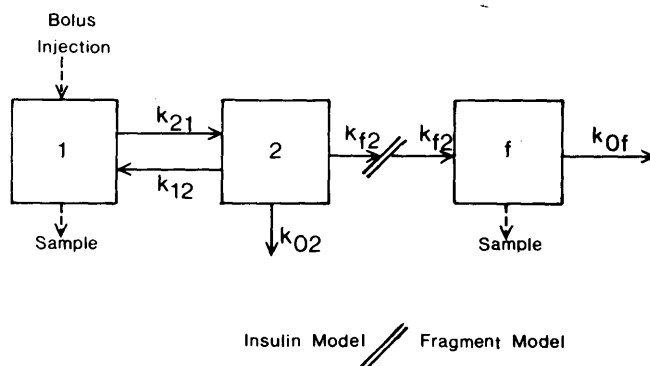 Bolus
Injection
1
k21
k12
Sample
2
kf2
kf2
k02
f
k0f
Sample
Insulin Model
Fragment Model